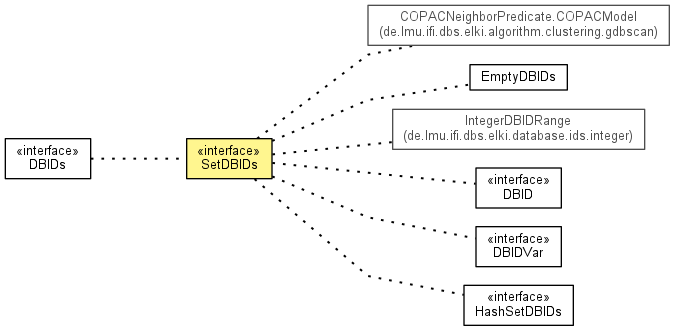 COPACNeighborPredicate.COPACModel
(de.lmu.ifi.dbs.elki.algorithm.clustering.gdbscan)
EmptyDBIDs
IntegerDBIDRange
(de.lmu.ifi.dbs.elki.database.ids.integer)
«interface»
DBIDs
«interface»
SetDBIDs
«interface»
DBID
«interface»
DBIDVar
«interface»
HashSetDBIDs